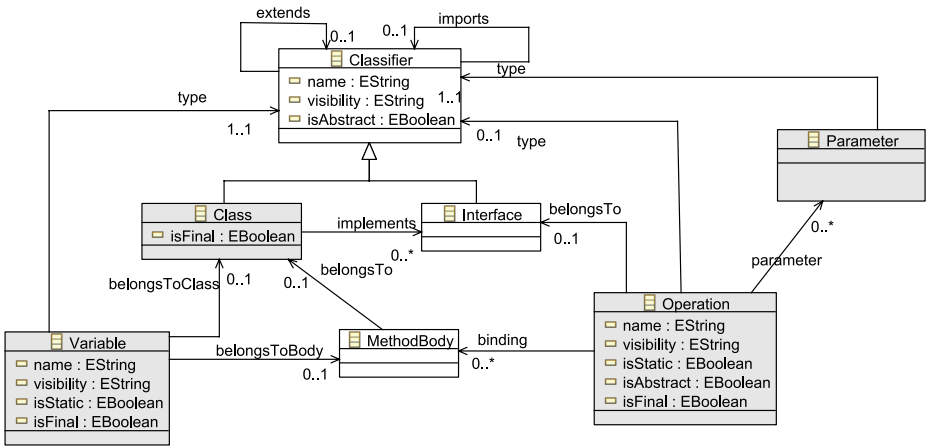 extends
imports
0..1
0..1
Classifier
name : EString
visibility : EString
isAbstract : EBoolean
type
1..1
type
1..1
0..1
type
Parameter
Class
isFinal : EBoolean
implements
0..*
Interface
belongsTo
0..1
0..*
parameter
belongsToClass
0..1
0..1
belongsTo
Variable
name : EString
visibility : EString
isStatic : EBoolean
isFinal : EBoolean
belongsToBody
0..1
MethodBody
binding
0..*
Operation
name : EString
visibility : EString
isStatic : EBoolean
isAbstract : EBoolean
isFinal : EBoolean